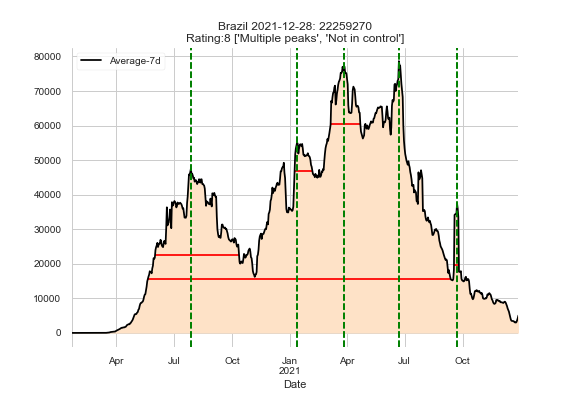 Brazil 2021-12-28: 22259270
Rating:8 ['Multiple peaks', 'Not in control']
Average-7d
80000
70000
60000
50000
40000
30000
20000
10000
0
Apr Jul Oct Jan Apr Jul Oct
2021
Date